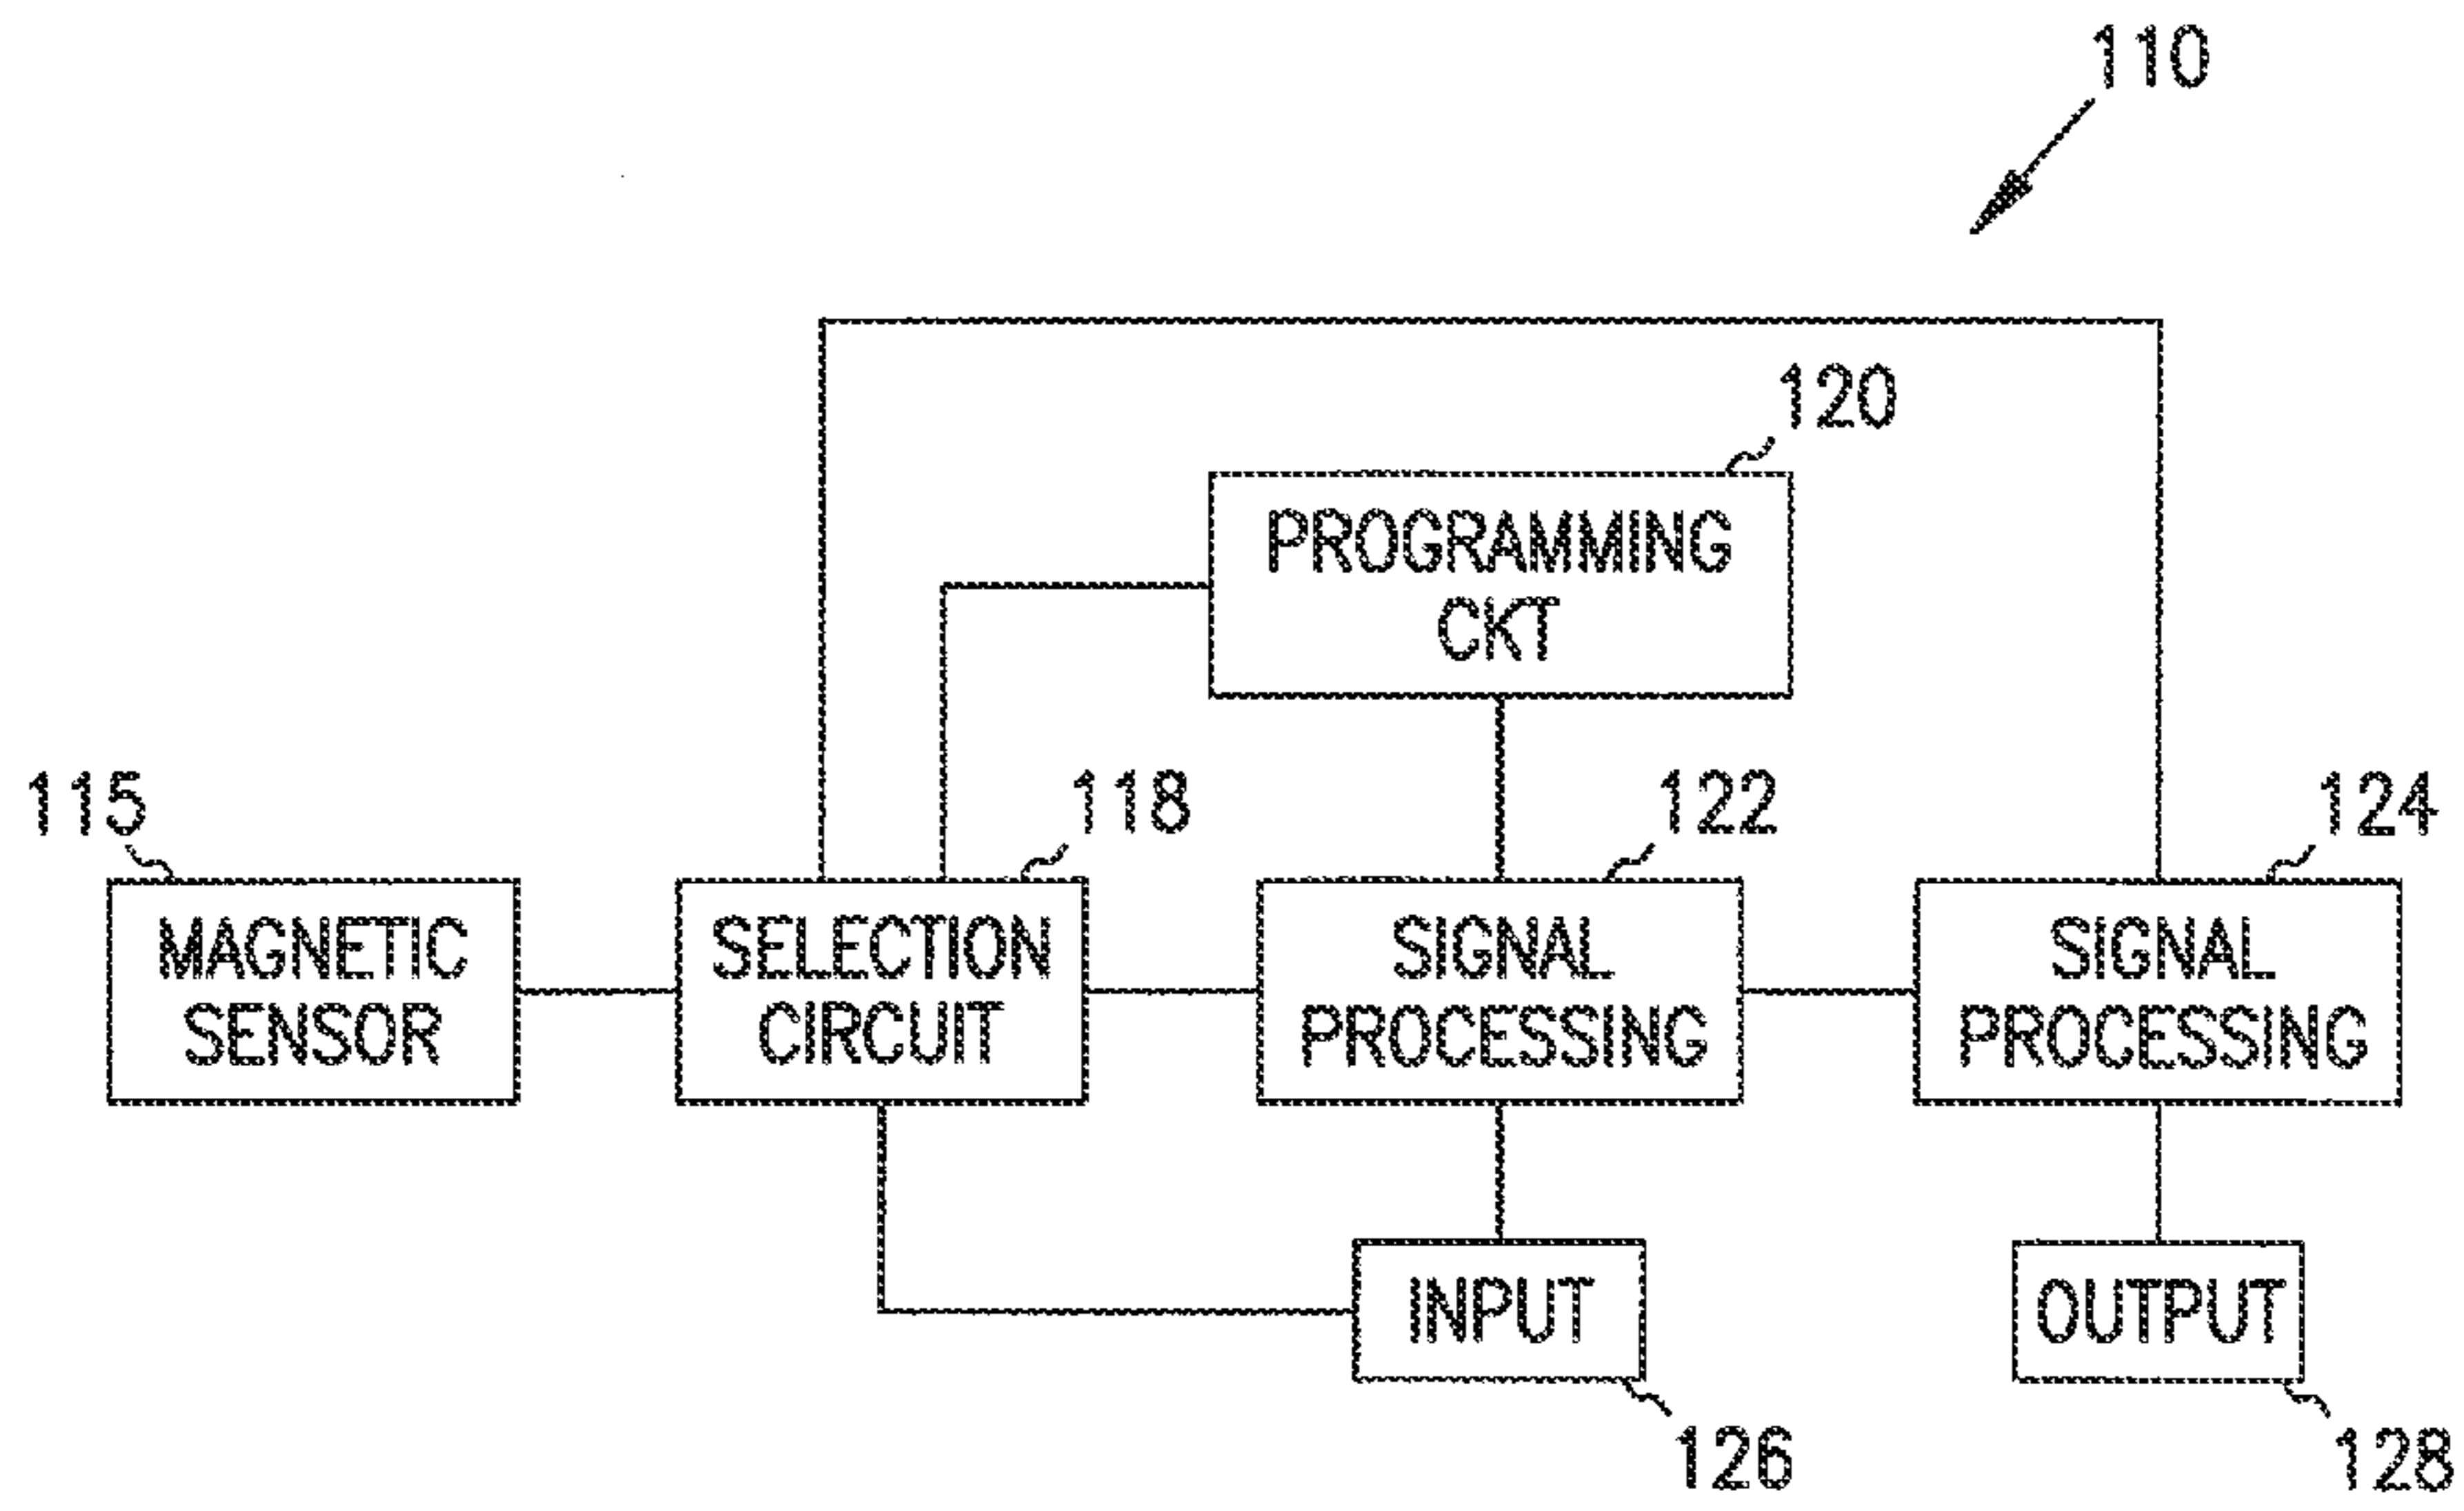 110
120
PROGRAMMING
CKT
115
118
122
124
MAGNETIC
SENSOR
SELECTION
CIRCUIT
SIGNAL
PROCESSING
SIGNAL
PROCESSING
INPUT
OUTPUT
126
128